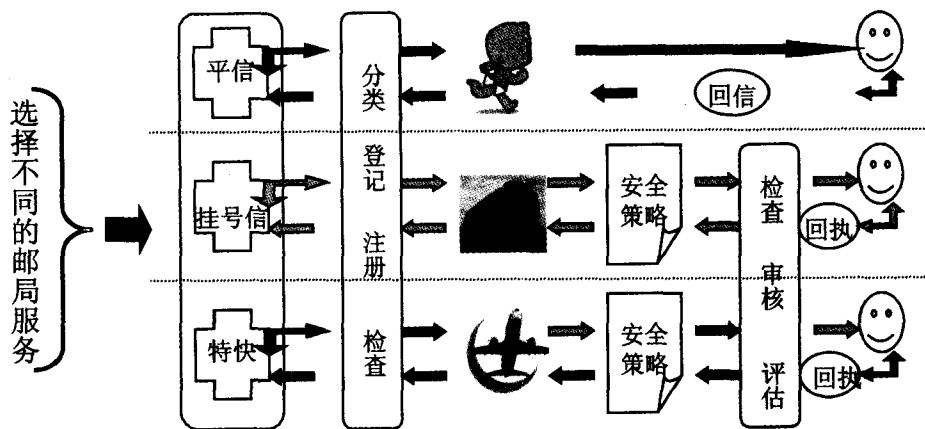 选择不同的邮局服务
平信
分类
回信
挂号信
登记
注册
安全
策略
检查
审核
回执
特快
检查
安全
策略
评估
回执